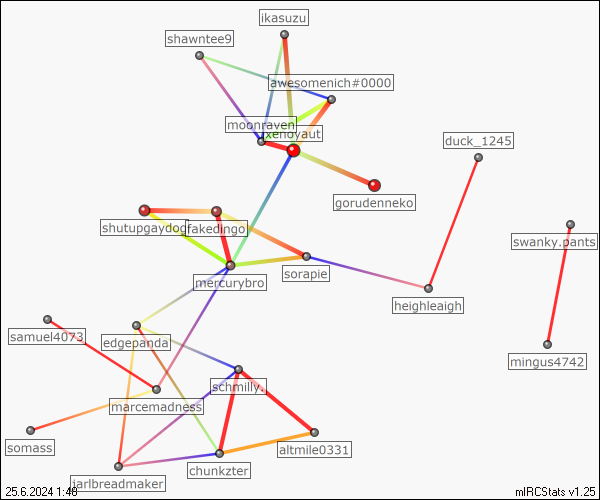 ikasuzu
shawntee9
awesomenich#0000
moonraven
xenoyaut
duck_1245
gorudenneko
shutupgaydog
fakedingo
swanky.pants
sorapie
mercurybro
heighleaigh
samuel4073
edgepanda
mingus4742
schmilly.
marcemadness
somass
altmile0331
chunkzter
jarlbreadmaker
25.6.2024 1:48
mIRCStats v1.25